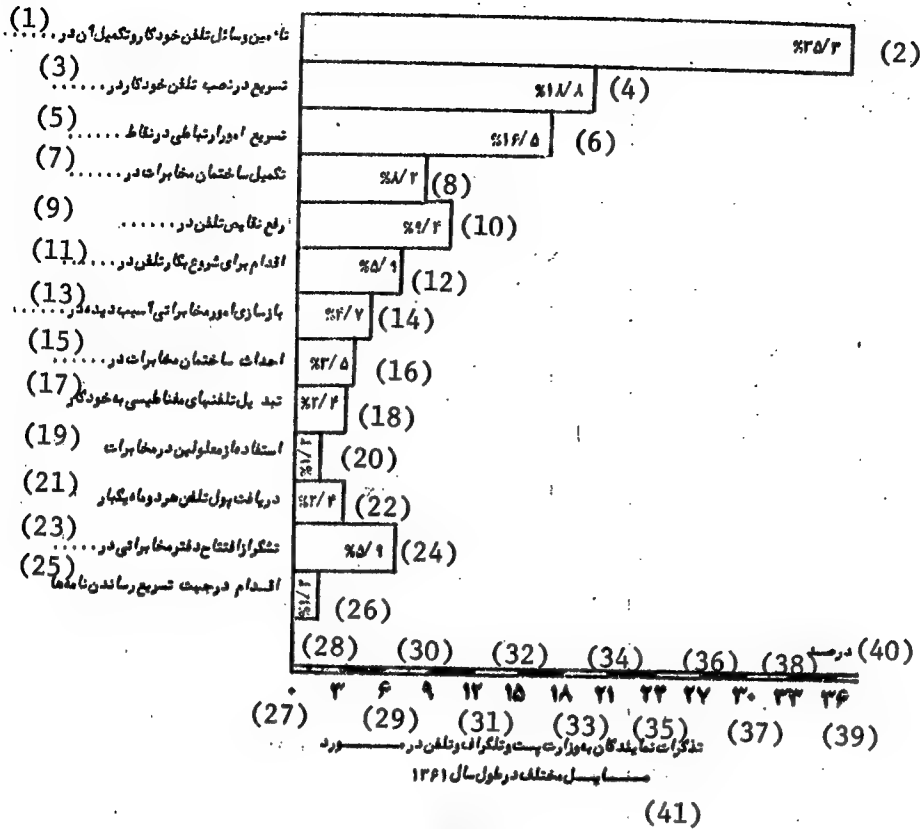 (1) تائمین وسائل تلفن خودکار و تکمیل آن در ......
%۳۵/۳ (2)
(3) تسریع در نصب تلفن خودکار در ......
%۱۸/۸ (4)
(5) تسریع امور ارتباطی در نقاط .....
%۱۶/۵ (6)
(7) تکمیل ساختمان مخابرات در ......
%۸/۲ (8)
(9) رفع نقایص تلفن در ......
%۹/۴ (10)
(11) اقدام برای شروع بکار تلفن در ......
%۵/۹ (12)
(13) بازسازی امور مخابراتی آسیب دیده در ......
%۴/۷ (14)
(15) احداث ساختمان مخابرات در ......
%۳/۵ (16)
(17) تبدیل تلفنهای مغناطیسی به خودکار
%۲/۴ (18)
(19) استفاده از معلولین در مخابرات
%۱/۲ (20)
(21) دریافت پول تلفن هر دو ماه یکبار
%۲/۴ (22)
(23) تشکر از افتتاح دفتر مخابراتی در .....
%۵/۹ (24)
(25) اقدام در جهت تسریع رساندن نامه‌ها
%۱/۲ (26)
(28) (30) (32) (34) (36) (38) درصد (40)
۰ ۳ ۶ ۹ ۱۲ ۱۵ ۱۸ ۲۱ ۲۴ ۲۷ ۳۰ ۳۳ ۳۶
(27) (29) (31) (33) (35) (37) (39)
تذکرات نمایندگان به وزارت پست و تلگراف و تلفن در مورد
مسایل مختلف در طول سال ۱۳۶۱
(41)